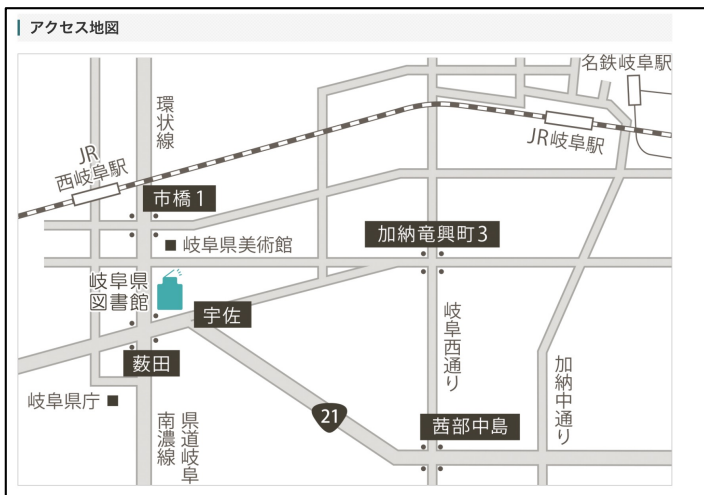 アクセス地図
名鉄岐阜駅
環状線
JR岐阜駅
JR
西岐阜駅
市橋1
岐阜県美術館
加納竜興町3
岐阜県
図書館
宇佐
岐阜西通り
薮田
加納中通り
岐阜県庁
21
県道岐阜
南濃線
茜部中島